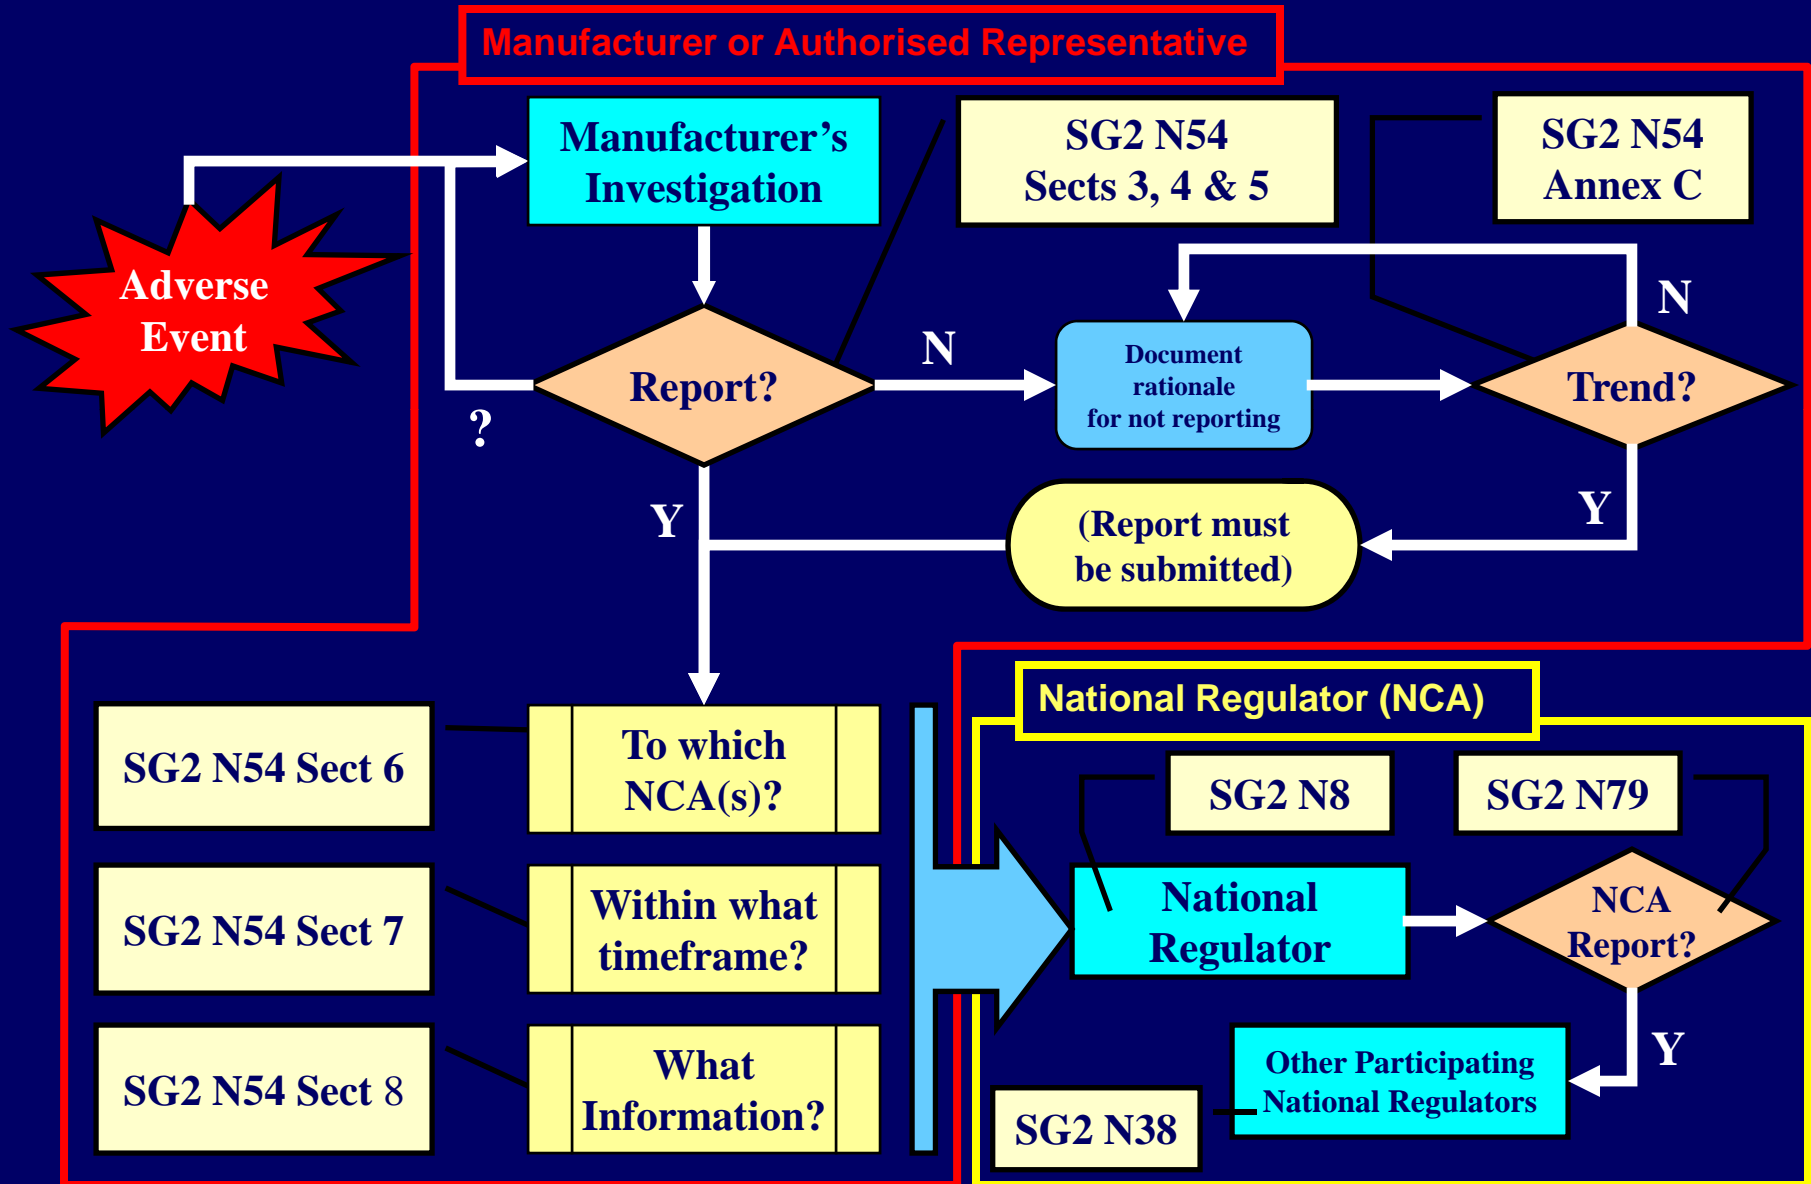 Manufacturer or Authorised Representative
Manufacturer’s
Investigation
SG2 N54
Sects 3, 4 & 5
SG2 N54
Annex C
Adverse
Event
Report?
?
N
Document
rationale
for not reporting
Trend?
N
Y
(Report must
be submitted)
Y
SG2 N54 Sect 6
To which
NCA(s)?
SG2 N54 Sect 7
Within what
timeframe?
SG2 N54 Sect 8
What
Information?
National Regulator (NCA)
SG2 N8
SG2 N79
National
Regulator
NCA
Report?
Y
Other Participating
National Regulators
SG2 N38